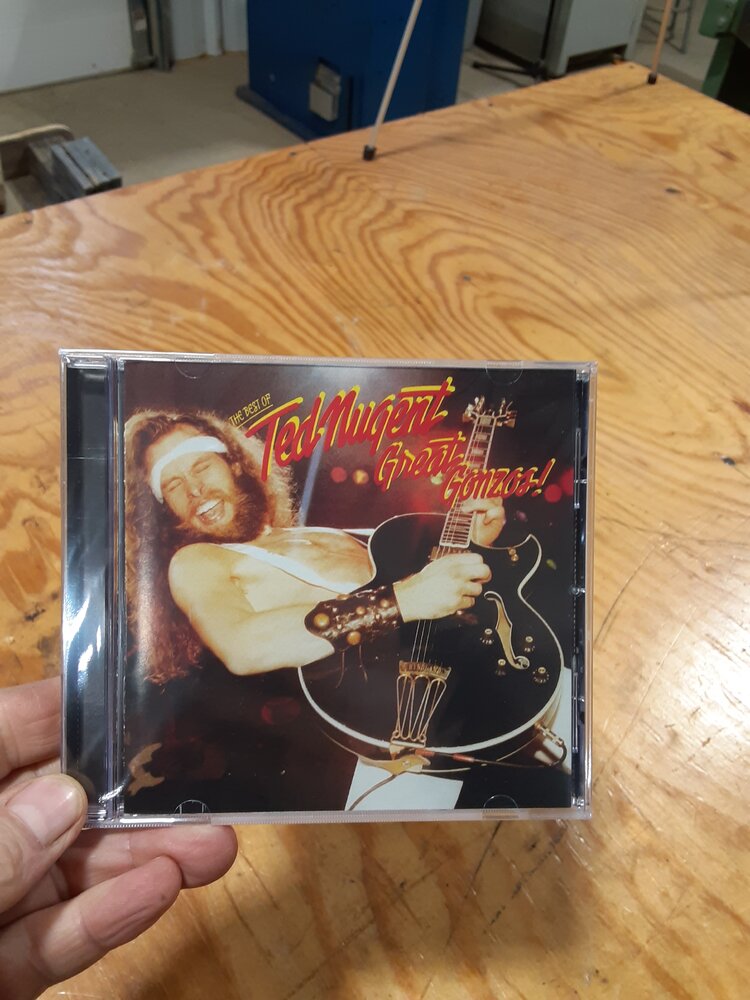 THE BEST OF
Ted Nugent
Great
Gonzos!